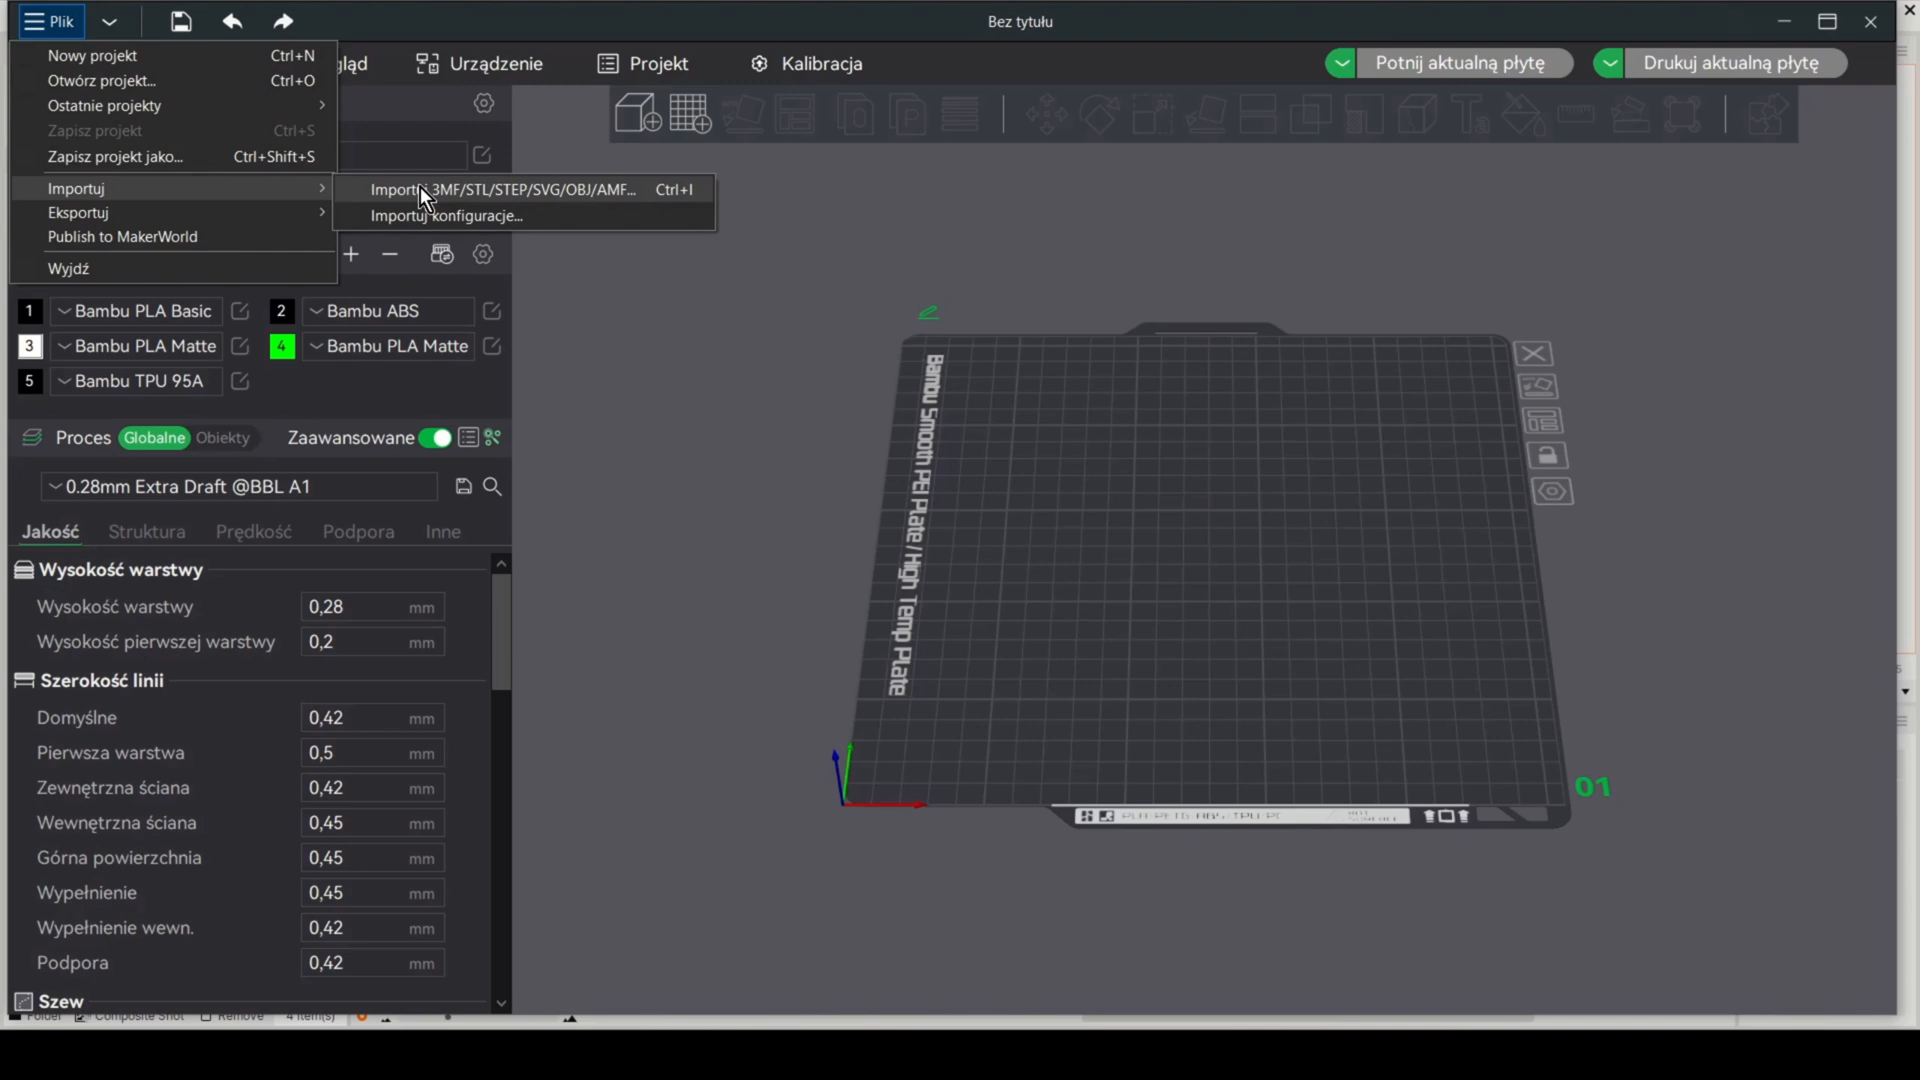 Plik
Bez tytułu
Nowy projekt Ctrl+N
Otwórz projekt... Ctrl+O
Ostatnie projekty
Zapisz projekt Ctrl+S
Zapisz projekt jako... Ctrl+Shift+S
Importuj
Eksportuj
Publish to MakerWorld
Wyjdź
Importuj 3MF/STL/STEP/SVG/OBJ/AMF... Ctrl+I
Importuj konfiguracje...
gląd
Urządzenie
Projekt
Kalibracja
Potnij aktualną płytę
Drukuj aktualną płytę
1 Bambu PLA Basic
2 Bambu ABS
3 Bambu PLA Matte
4 Bambu PLA Matte
5 Bambu TPU 95A
Proces Globalne Obiekty Zaawansowane
0.28mm Extra Draft @BBL A1
Jakość Struktura Prędkość Podpora Inne
Wysokość warstwy
Wysokość warstwy 0,28 mm
Wysokość pierwszej warstwy 0,2 mm
Szerokość linii
Domyślne 0,42 mm
Pierwsza warstwa 0,5 mm
Zewnętrzna ściana 0,42 mm
Wewnętrzna ściana 0,45 mm
Górna powierzchnia 0,45 mm
Wypełnienie 0,45 mm
Wypełnienie wewn. 0,42 mm
Podpora 0,42 mm
Szew
Bambu Smooth PEI Plate/High Temp Plate
01
Folder Composite Shot Remove 4 item(s)